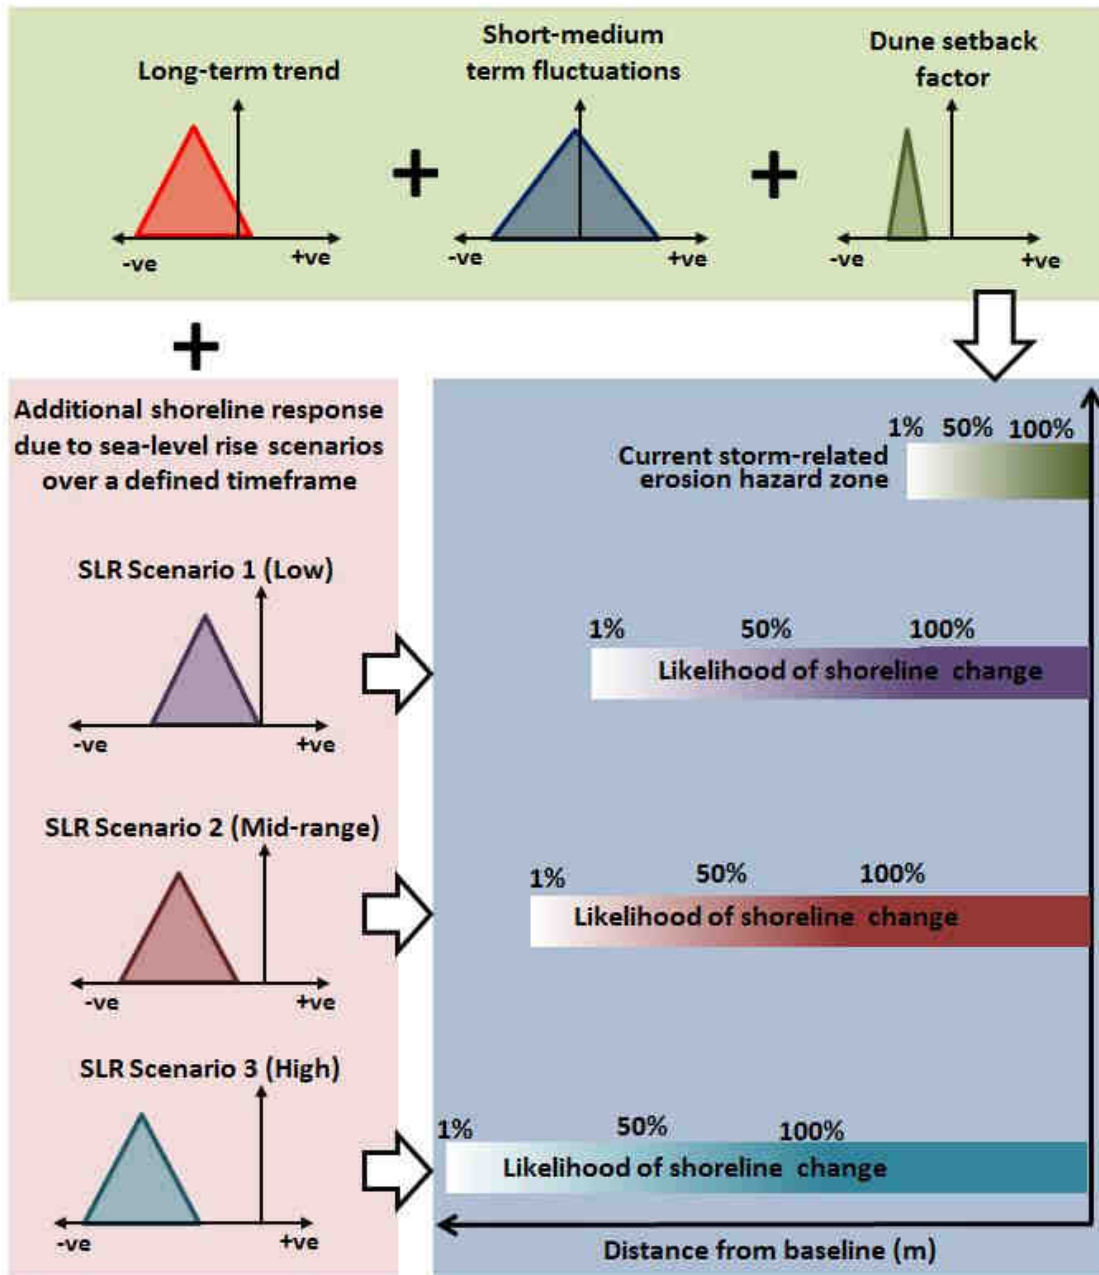 Long-term trend
Short-medium
term fluctuations
Dune setback
factor
-ve
+ve
-ve
+ve
-ve
+ve
Additional shoreline response
due to sea-level rise scenarios
over a defined timeframe
1% 50% 100%
Current storm-related
erosion hazard zone
SLR Scenario 1 (Low)
-ve
+ve
1% 50% 100%
Likelihood of shoreline change
SLR Scenario 2 (Mid-range)
-ve
+ve
1% 50% 100%
Likelihood of shoreline change
SLR Scenario 3 (High)
-ve
+ve
1% 50% 100%
Likelihood of shoreline change
Distance from baseline (m)